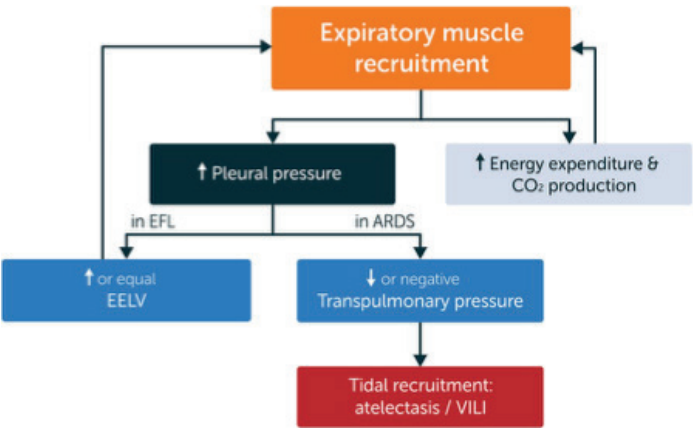 Expiratory muscle
recruitment
↑ Pleural pressure
↑ Energy expenditure &
CO₂ production
in EFL
in ARDS
↑ or equal
EELV
↓ or negative
Transpulmonary pressure
Tidal recruitment:
atelectasis / VILI